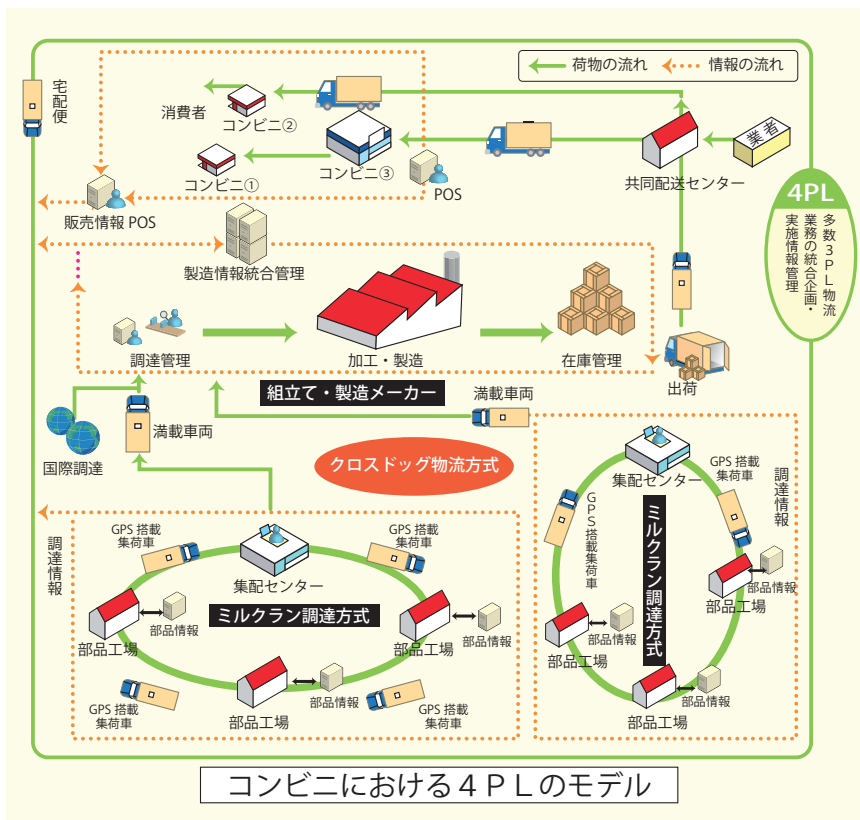 荷物の流れ
情報の流れ
宅配便
消費者
コンビニ②
コンビニ①
コンビニ③
POS
販売情報 POS
共同配送センター
業者
4PL
多数3ＰＬ物流
業務の統合企画・
実施情報管理
製造情報統合管理
調達管理
加工・製造
在庫管理
出荷
組立て・製造メーカー
満載車両
満載車両
国際調達
クロスドッグ物流方式
調達情報
GPS 搭載
集荷車
GPS 搭載
集荷車
集配センター
ミルクラン調達方式
部品工場
部品情報
部品工場
部品情報
部品工場
部品情報
GPS 搭載
集荷車
GPS 搭載
集荷車
集配センター
GPS 搭載
集荷車
調達情報
ＧＰＳ搭載
集荷車
ミルクラン調達方式
部品工場
部品情報
部品工場
部品情報
部品工場
部品情報
コンビニにおける４ＰＬのモデル